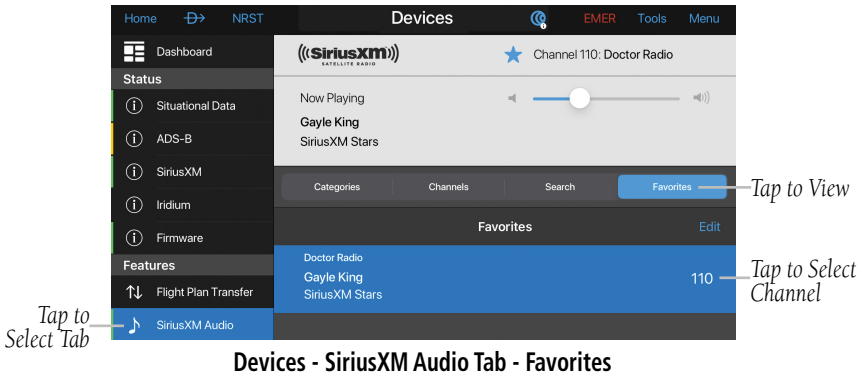 Home NRST Devices EMER Tools Menu
Dashboard
Status
Situational Data
ADS-B
SiriusXM
Iridium
Firmware
Features
Flight Plan Transfer
SiriusXM Audio
((SiriusXM))
SATELLITE RADIO
Channel 110: Doctor Radio
Now Playing
Gayle King
SiriusXM Stars
Categories Channels Search Favorites
Favorites Edit
Doctor Radio
Gayle King
SiriusXM Stars
110
Tap to View
Tap to Select
Channel
Tap to
Select Tab
Devices - SiriusXM Audio Tab - Favorites